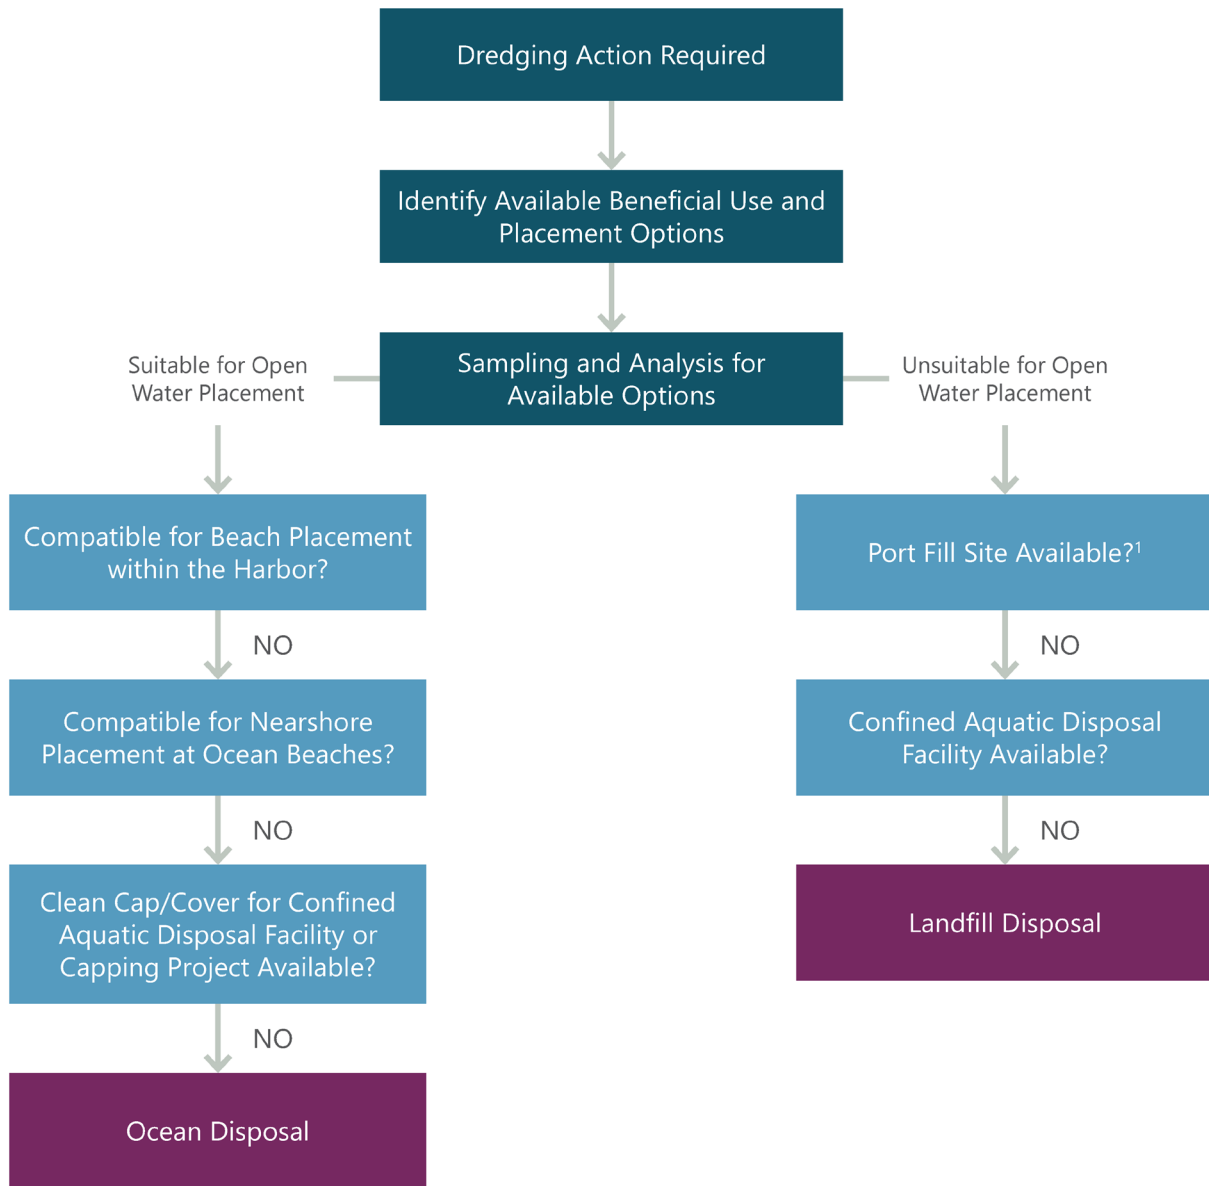 Dredging Action Required
Identify Available Beneficial Use and
Placement Options
Sampling and Analysis for
Available Options
Suitable for Open
Water Placement
Compatible for Beach Placement
within the Harbor?
NO
Compatible for Nearshore
Placement at Ocean Beaches?
NO
Clean Cap/Cover for Confined
Aquatic Disposal Facility or
Capping Project Available?
NO
Ocean Disposal
Unsuitable for Open
Water Placement
Port Fill Site Available?¹
NO
Confined Aquatic Disposal
Facility Available?
NO
Landfill Disposal